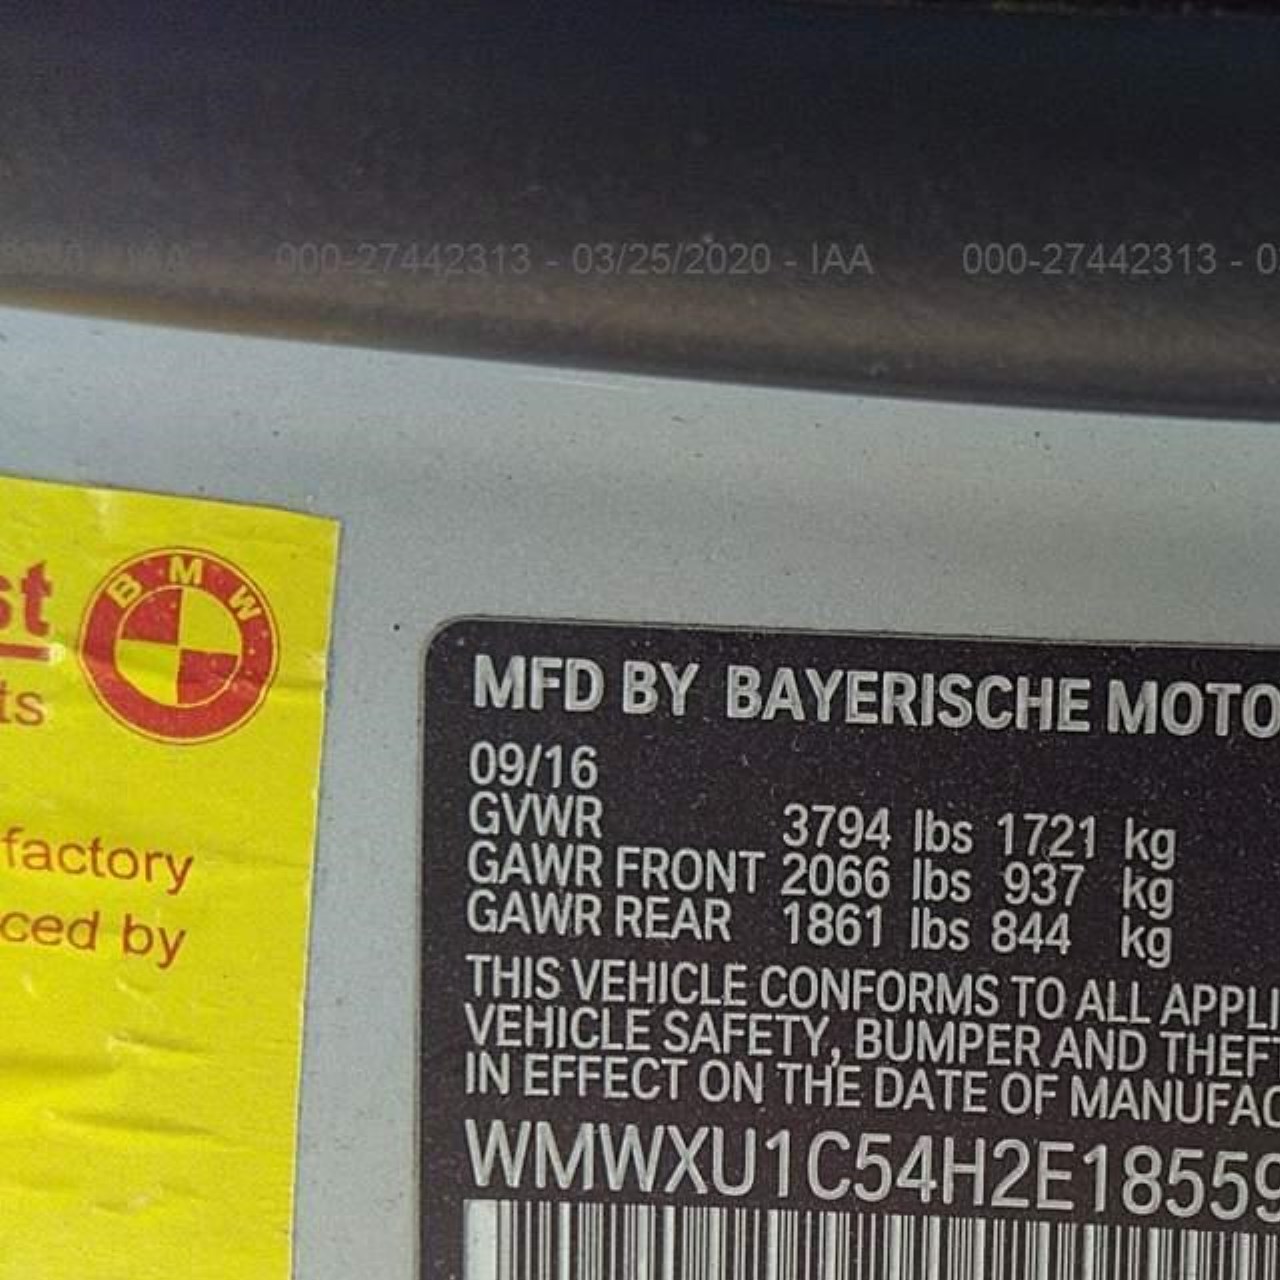 000-27442313 - 03/25/2020 - IAA
000-27442313 - 0
st
ts
BMW
factory
ced by
MFD BY BAYERISCHE MOTO
09/16
GVWR 3794 lbs 1721 kg
GAWR FRONT 2066 lbs 937 kg
GAWR REAR 1861 lbs 844 kg
THIS VEHICLE CONFORMS TO ALL APPLI
VEHICLE SAFETY, BUMPER AND THEFT
IN EFFECT ON THE DATE OF MANUFAC
WMWXU1C54H2E18559